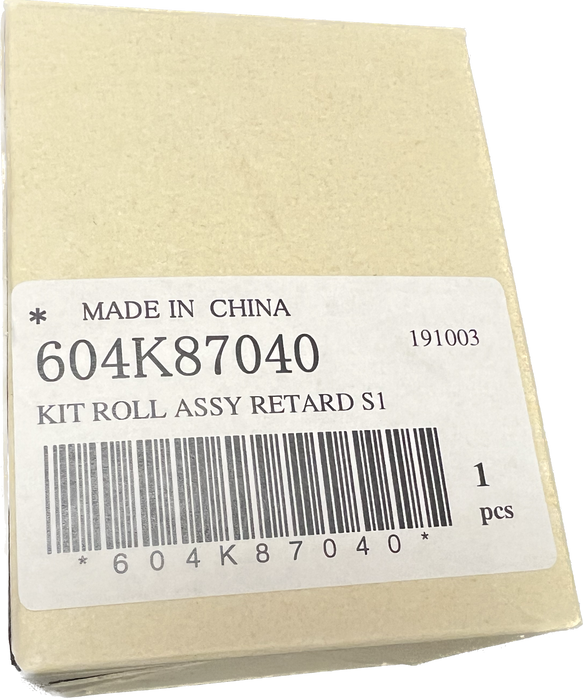 * MADE IN CHINA
604K87040
191003
KIT ROLL ASSY RETARD S1
1
pcs
*604K87040*